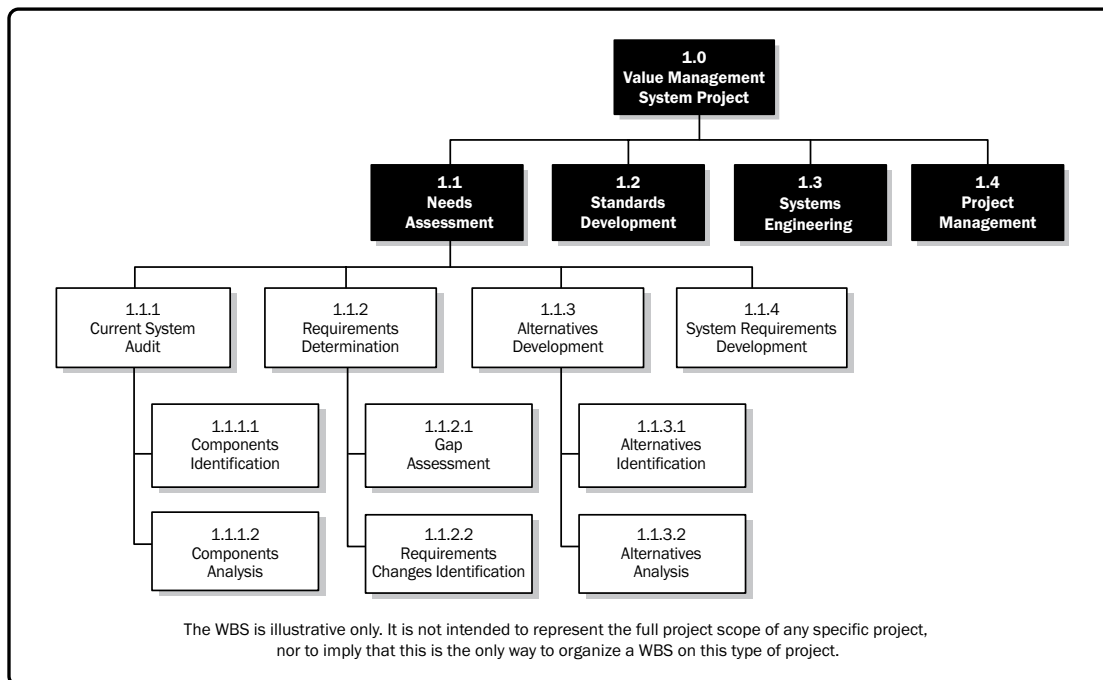 1.0
Value Management
System Project
1.1
Needs
Assessment
1.2
Standards
Development
1.3
Systems
Engineering
1.4
Project
Management
1.1.1
Current System
Audit
1.1.2
Requirements
Determination
1.1.3
Alternatives
Development
1.1.4
System Requirements
Development
1.1.1.1
Components
Identification
1.1.2.1
Gap
Assessment
1.1.3.1
Alternatives
Identification
1.1.1.2
Components
Analysis
1.1.2.2
Requirements
Changes Identification
1.1.3.2
Alternatives
Analysis
The WBS is illustrative only. It is not intended to represent the full project scope of any specific project,
nor to imply that this is the only way to organize a WBS on this type of project.